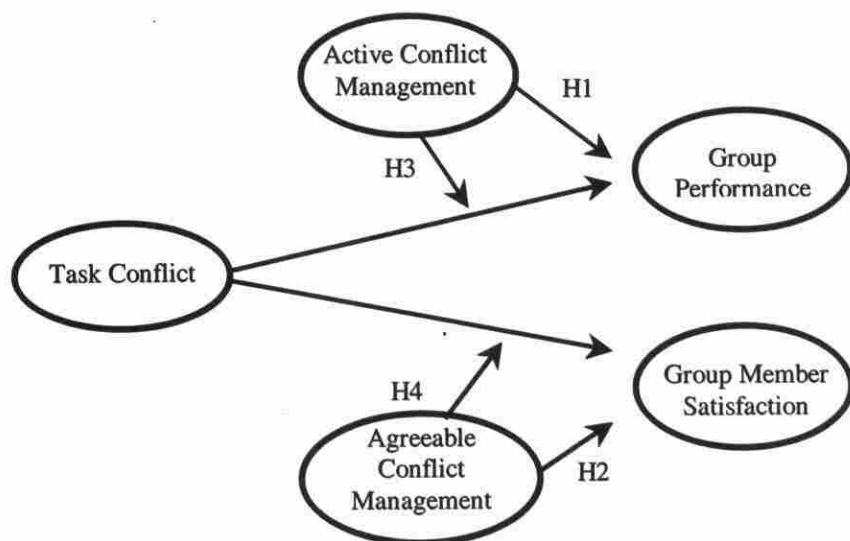 Active Conflict
Management
H1
Group
Performance
H3
Task Conflict
Group Member
Satisfaction
H4
Agreeable
Conflict
Management
H2